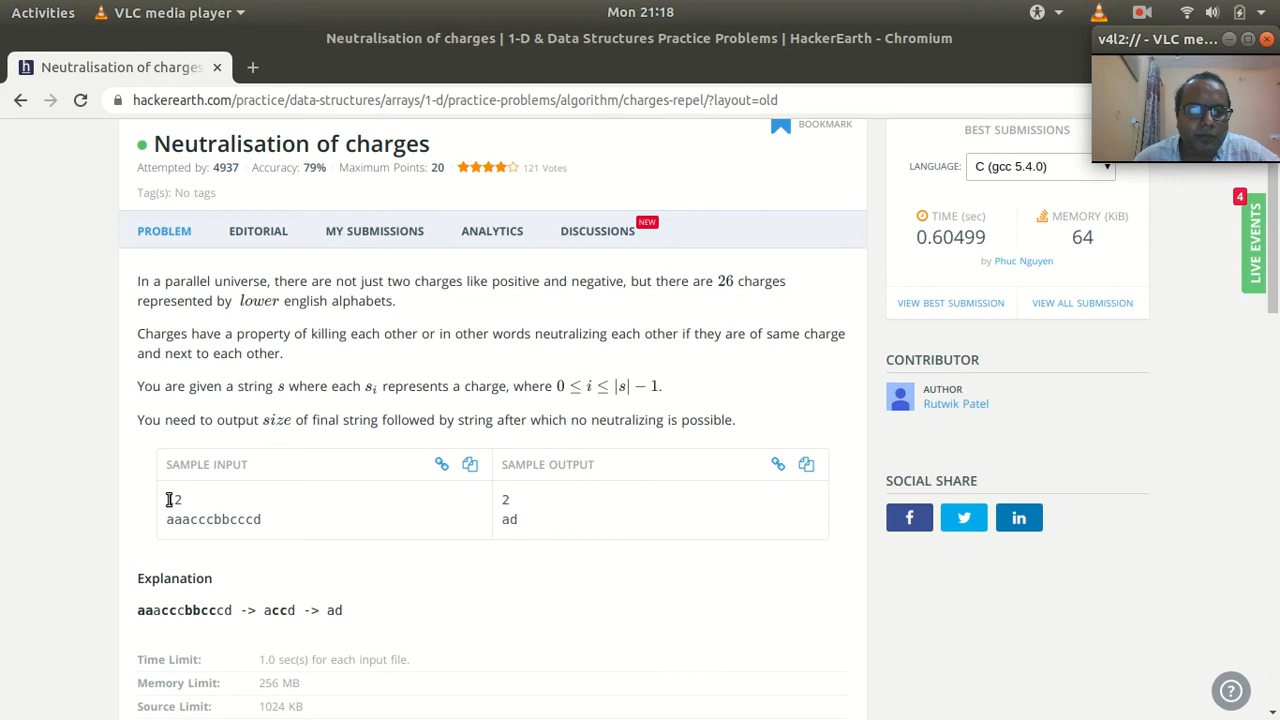 Activities VLC media player Mon 21:18
Neutralisation of charges | 1-D & Data Structures Practice Problems | HackerEarth - Chromium
v4l2:// - VLC me...
Neutralisation of charges
hackerearth.com/practice/data-structures/arrays/1-d/practice-problems/algorithm/charges-repel/?layout=old
Neutralisation of charges
BOOKMARK
Attempted by: 4937 Accuracy: 79% Maximum Points: 20 121 Votes
Tag(s): No tags
PROBLEM EDITORIAL MY SUBMISSIONS ANALYTICS DISCUSSIONS NEW
In a parallel universe, there are not just two charges like positive and negative, but there are 26 charges
represented by lower english alphabets.
Charges have a property of killing each other or in other words neutralizing each other if they are of same charge
and next to each other.
You are given a string s where each si represents a charge, where 0 ≤ i ≤ |s| − 1.
You need to output size of final string followed by string after which no neutralizing is possible.
SAMPLE INPUT
12
aaacccbbcccd
SAMPLE OUTPUT
2
ad
Explanation
aaacccbbcccd -> accd -> ad
Time Limit: 1.0 sec(s) for each input file.
Memory Limit: 256 MB
Source Limit: 1024 KB
BEST SUBMISSIONS
LANGUAGE: C (gcc 5.4.0)
TIME (sec) MEMORY (KiB)
0.60499 64
by Phuc Nguyen
VIEW BEST SUBMISSION VIEW ALL SUBMISSION
CONTRIBUTOR
AUTHOR
Rutwik Patel
SOCIAL SHARE
4
LIVE EVENTS